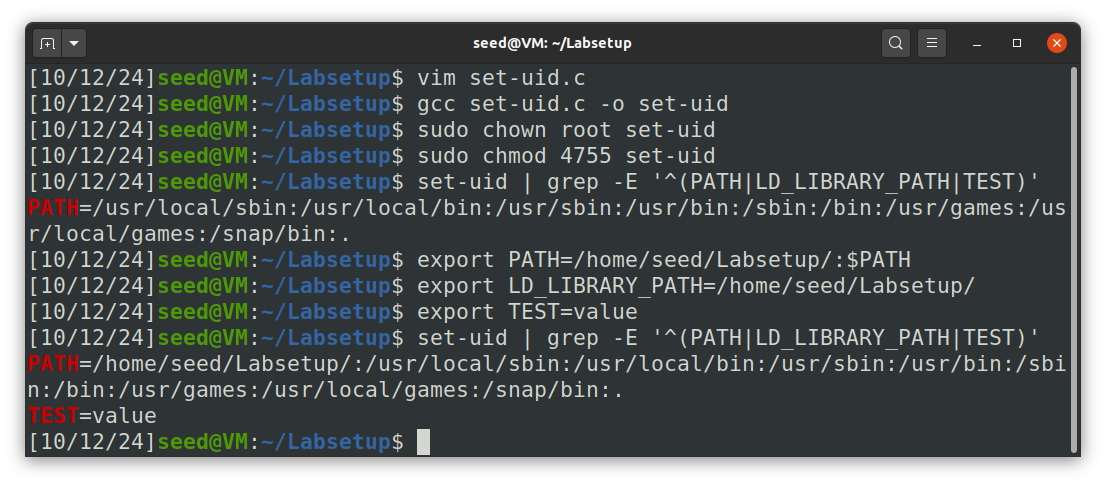 seed@VM: ~/Labsetup
[10/12/24]seed@VM:~/Labsetup$ vim set-uid.c
[10/12/24]seed@VM:~/Labsetup$ gcc set-uid.c -o set-uid
[10/12/24]seed@VM:~/Labsetup$ sudo chown root set-uid
[10/12/24]seed@VM:~/Labsetup$ sudo chmod 4755 set-uid
[10/12/24]seed@VM:~/Labsetup$ set-uid | grep -E '^(PATH|LD_LIBRARY_PATH|TEST)'
PATH=/usr/local/sbin:/usr/local/bin:/usr/sbin:/usr/bin:/sbin:/bin:/usr/games:/us
r/local/games:/snap/bin:.
[10/12/24]seed@VM:~/Labsetup$ export PATH=/home/seed/Labsetup/:$PATH
[10/12/24]seed@VM:~/Labsetup$ export LD_LIBRARY_PATH=/home/seed/Labsetup/
[10/12/24]seed@VM:~/Labsetup$ export TEST=value
[10/12/24]seed@VM:~/Labsetup$ set-uid | grep -E '^(PATH|LD_LIBRARY_PATH|TEST)'
PATH=/home/seed/Labsetup/:/usr/local/sbin:/usr/local/bin:/usr/sbin:/usr/bin:/sbi
n:/bin:/usr/games:/usr/local/games:/snap/bin:.
TEST=value
[10/12/24]seed@VM:~/Labsetup$